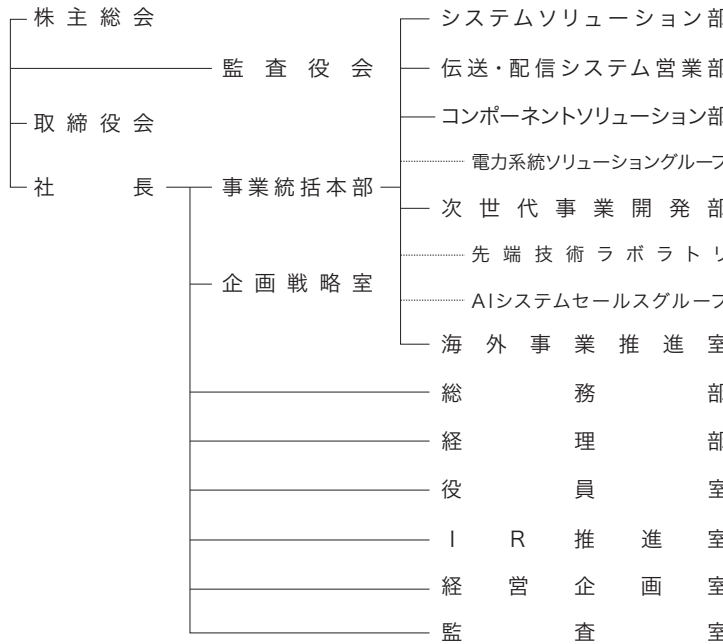 株主総会
監査役会
取締役会
社長
事業統括本部
企画戦略室
システムソリューション部
伝送・配信システム営業部
コンポーネントソリューション部
電力系統ソリューショングループ
次世代事業開発部
先端技術ラボラトリ
AIシステムセールスグループ
海外事業推進室
総務部
経理部
役員室
IR推進室
経営企画室
監査室